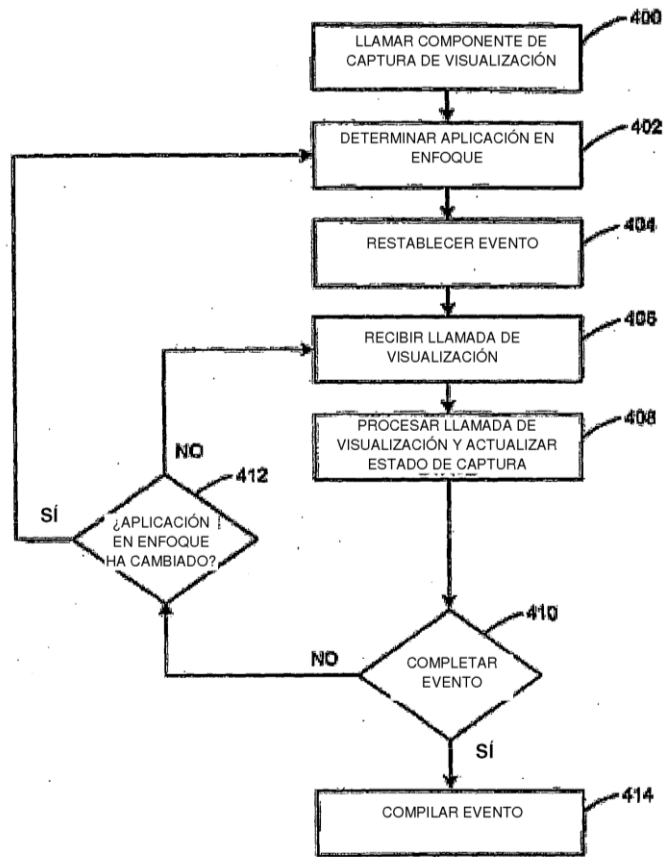 400
LLAMAR COMPONENTE DE
CAPTURA DE VISUALIZACIÓN
402
DETERMINAR APLICACIÓN EN
ENFOQUE
404
RESTABLECER EVENTO
406
RECIBIR LLAMADA DE
VISUALIZACIÓN
408
PROCESAR LLAMADA DE
VISUALIZACIÓN Y ACTUALIZAR
ESTADO DE CAPTURA
NO
412
SÍ
¿APLICACIÓN
EN ENFOQUE
HA CAMBIADO?
410
NO
COMPLETAR
EVENTO
SÍ
414
COMPILAR EVENTO